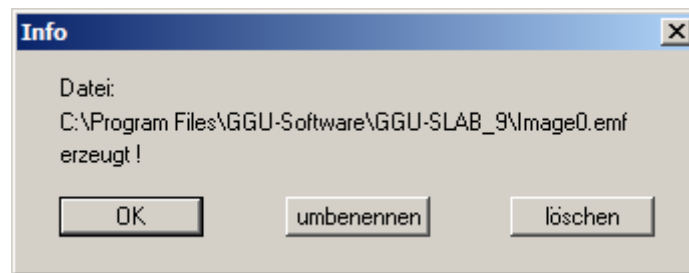 Info
Datei:
C:\Program Files\GGU-Software\GGU-SLAB_9\Image0.emf
erzeugt !
OK umbenennen löschen